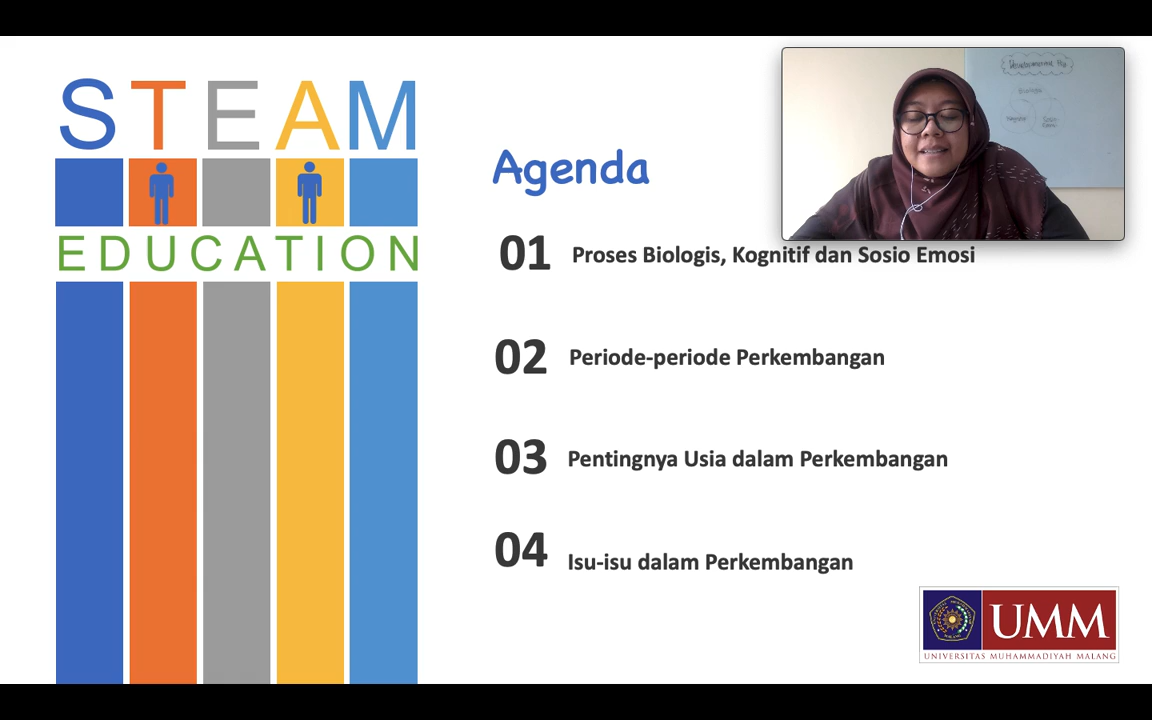 STEAM
EDUCATION
Agenda
01 Proses Biologis, Kognitif dan Sosio Emosi
02 Periode-periode Perkembangan
03 Pentingnya Usia dalam Perkembangan
04 Isu-isu dalam Perkembangan
UMM
UNIVERSITAS MUHAMMADIYAH MALANG